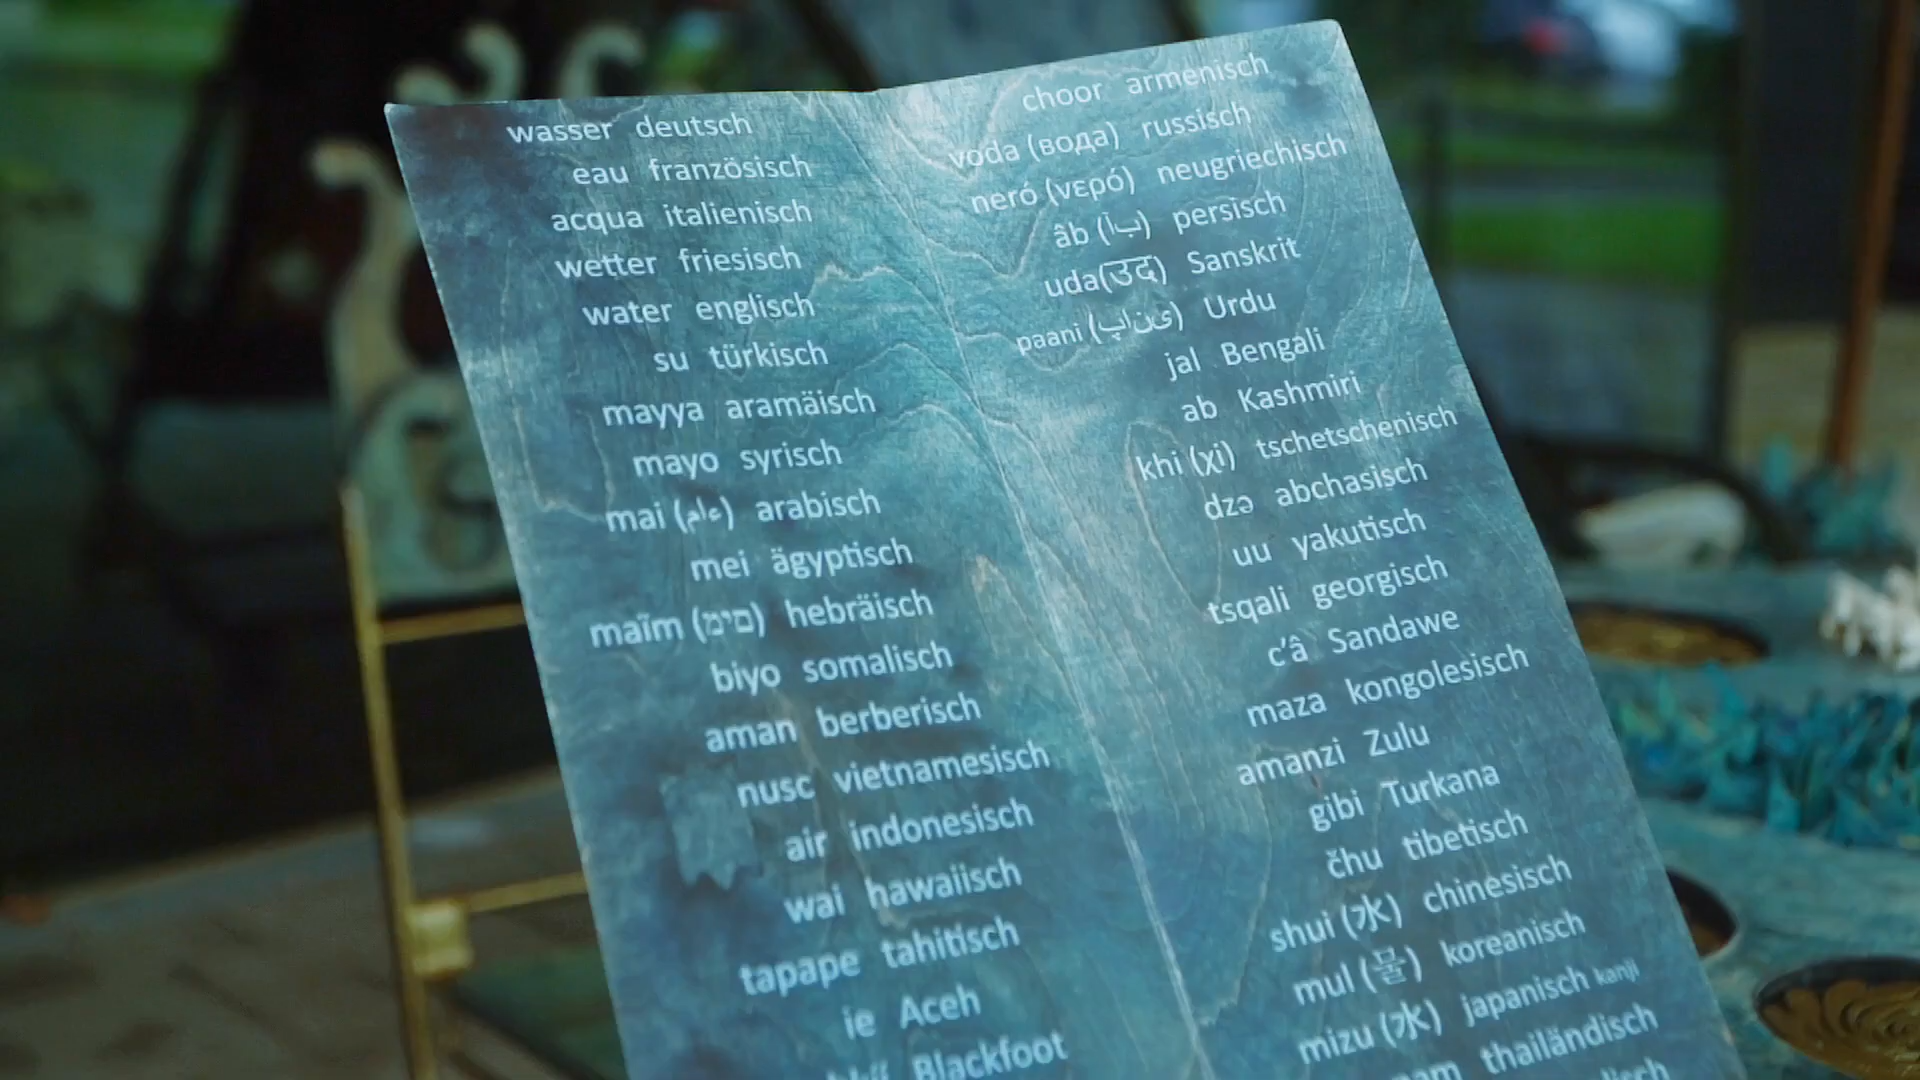 wasser deutsch
eau französisch
acqua italienisch
wetter friesisch
water englisch
su türkisch
mayya aramäisch
mayo syrisch
mai (ءام) arabisch
mei ägyptisch
maïm (מים) hebräisch
biyo somalisch
aman berberisch
nusc vietnamesisch
air indonesisch
wai hawaiisch
tapape tahitisch
ie Aceh
Blackfoot
choor armenisch
voda (вода) russisch
neró (νερό) neugriechisch
âb (بآ) persisch
uda(उद) Sanskrit
paani (پانی) Urdu
jal Bengali
ab Kashmiri
khi (χi) tschetschenisch
dzə abchasisch
uu yakutisch
tsqali georgisch
c'â Sandawe
maza kongolesisch
amanzi Zulu
gibi Turkana
čhu tibetisch
shui (水) chinesisch
mul (물) koreanisch
mizu (水) japanisch kanji
thailändisch